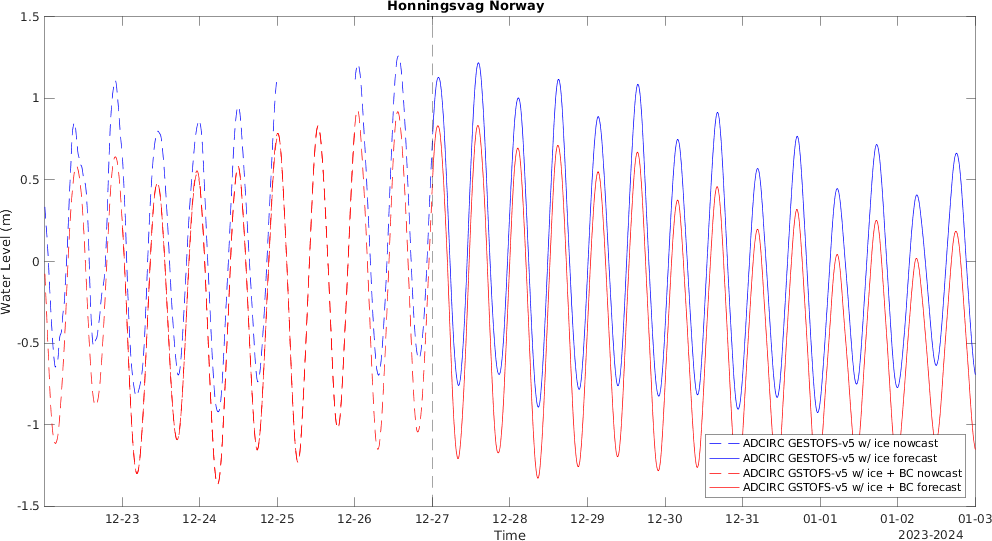 Honningsvag Norway
1.5
1
0.5
0
-0.5
-1
-1.5
Water Level (m)
ADCIRC GESTOFS-v5 w/ ice nowcast
ADCIRC GESTOFS-v5 w/ ice forecast
ADCIRC GSTOFS-v5 w/ ice + BC nowcast
ADCIRC GSTOFS-v5 w/ ice + BC forecast
12-23 12-24 12-25 12-26 12-27 12-28 12-29 12-30 12-31 01-01 01-02 01-03
Time
2023-2024